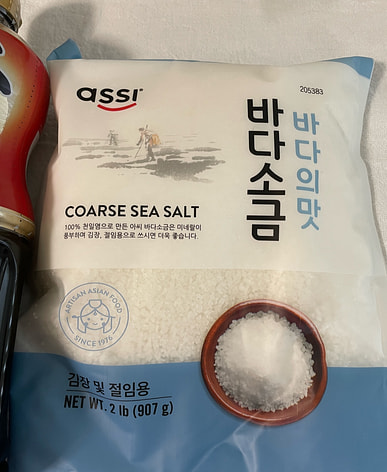 assi
205383
바다의맛
바다소금
COARSE SEA SALT
100% 천일염으로 만든 아씨 바다소금은 미네랄이
풍부하며 김장, 절임용으로 쓰시면 더욱 좋습니다.
ARTISAN ASIAN FOOD
SINCE 1976
김장 및 절임용
NET WT. 2 lb (907 g)